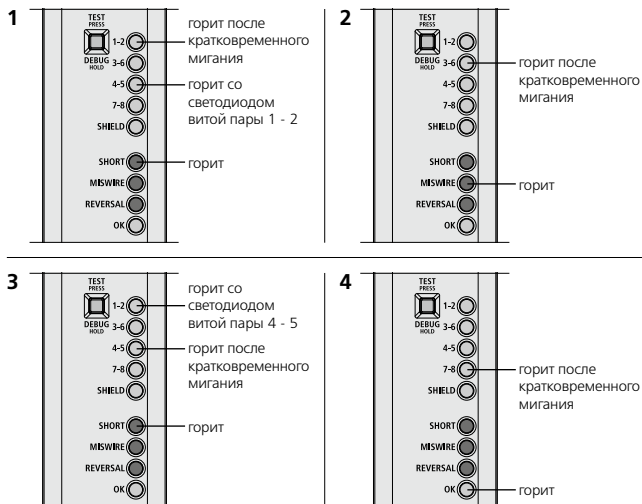 1
TEST
PRESS
DEBUG
HOLD
1-2
3-6
4-5
7-8
SHIELD
SHORT
MISWIRE
REVERSAL
OK
горит после
кратковременного
мигания
горит со
светодиодом
витой пары 1 - 2
горит
2
TEST
PRESS
DEBUG
HOLD
1-2
3-6
4-5
7-8
SHIELD
SHORT
MISWIRE
REVERSAL
OK
горит после
кратковременного
мигания
горит
3
TEST
PRESS
DEBUG
HOLD
1-2
3-6
4-5
7-8
SHIELD
SHORT
MISWIRE
REVERSAL
OK
горит со
светодиодом
витой пары 4 - 5
горит после
кратковременного
мигания
горит
4
TEST
PRESS
DEBUG
HOLD
1-2
3-6
4-5
7-8
SHIELD
SHORT
MISWIRE
REVERSAL
OK
горит после
кратковременного
мигания
горит